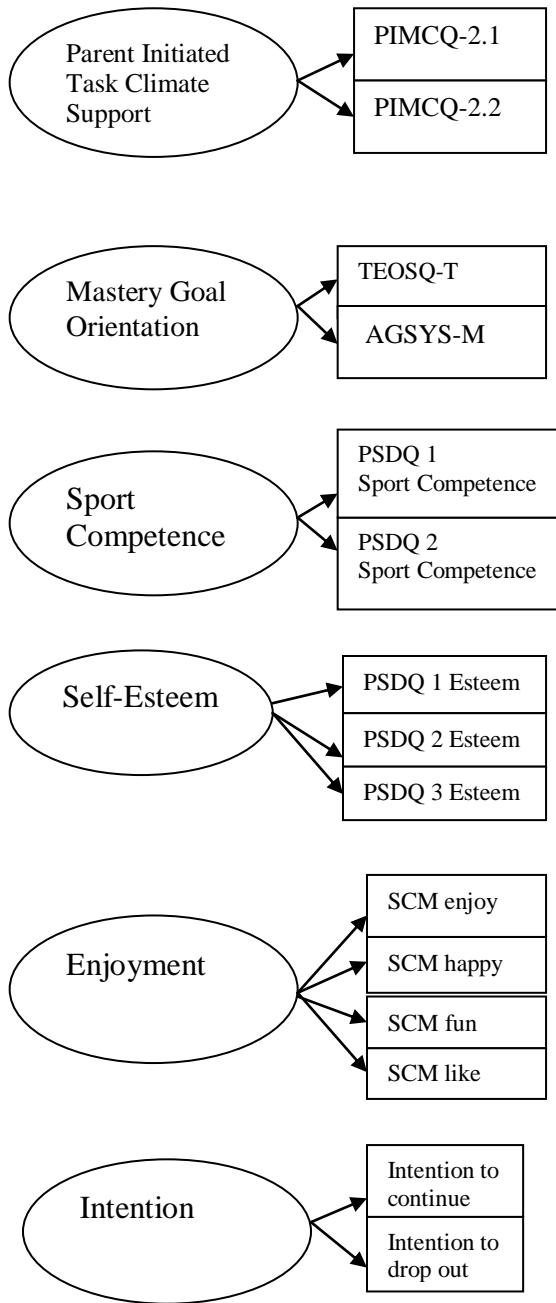 Parent Initiated
Task Climate
Support
PIMCQ-2.1
PIMCQ-2.2
Mastery Goal
Orientation
TEOSQ-T
AGSYS-M
Sport
Competence
PSDQ 1
Sport Competence
PSDQ 2
Sport Competence
Self-Esteem
PSDQ 1 Esteem
PSDQ 2 Esteem
PSDQ 3 Esteem
Enjoyment
SCM enjoy
SCM happy
SCM fun
SCM like
Intention
Intention to
continue
Intention to
drop out